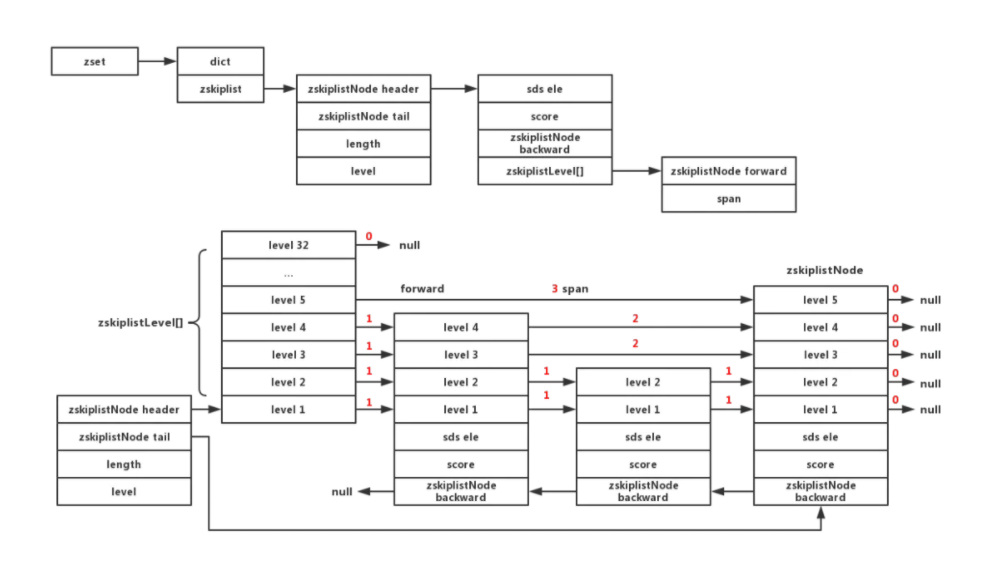 zset
dict
zskiplist
zskiplistNode header
zskiplistNode tail
length
level
sds ele
score
zskiplistNode
backward
zskiplistLevel[]
zskiplistNode forward
span
zskiplistLevel[]
level 32
...
level 5
level 4
level 3
level 2
level 1
0
null
forward
3 span
1
1
1
1
zskiplistNode header
zskiplistNode tail
length
level
level 4
level 3
level 2
level 1
sds ele
score
zskiplistNode
backward
null
2
2
1
1
level 2
level 1
sds ele
score
zskiplistNode
backward
1
1
zskiplistNode
level 5
level 4
level 3
level 2
level 1
sds ele
score
zskiplistNode
backward
0
null
0
null
0
null
0
null
0
null